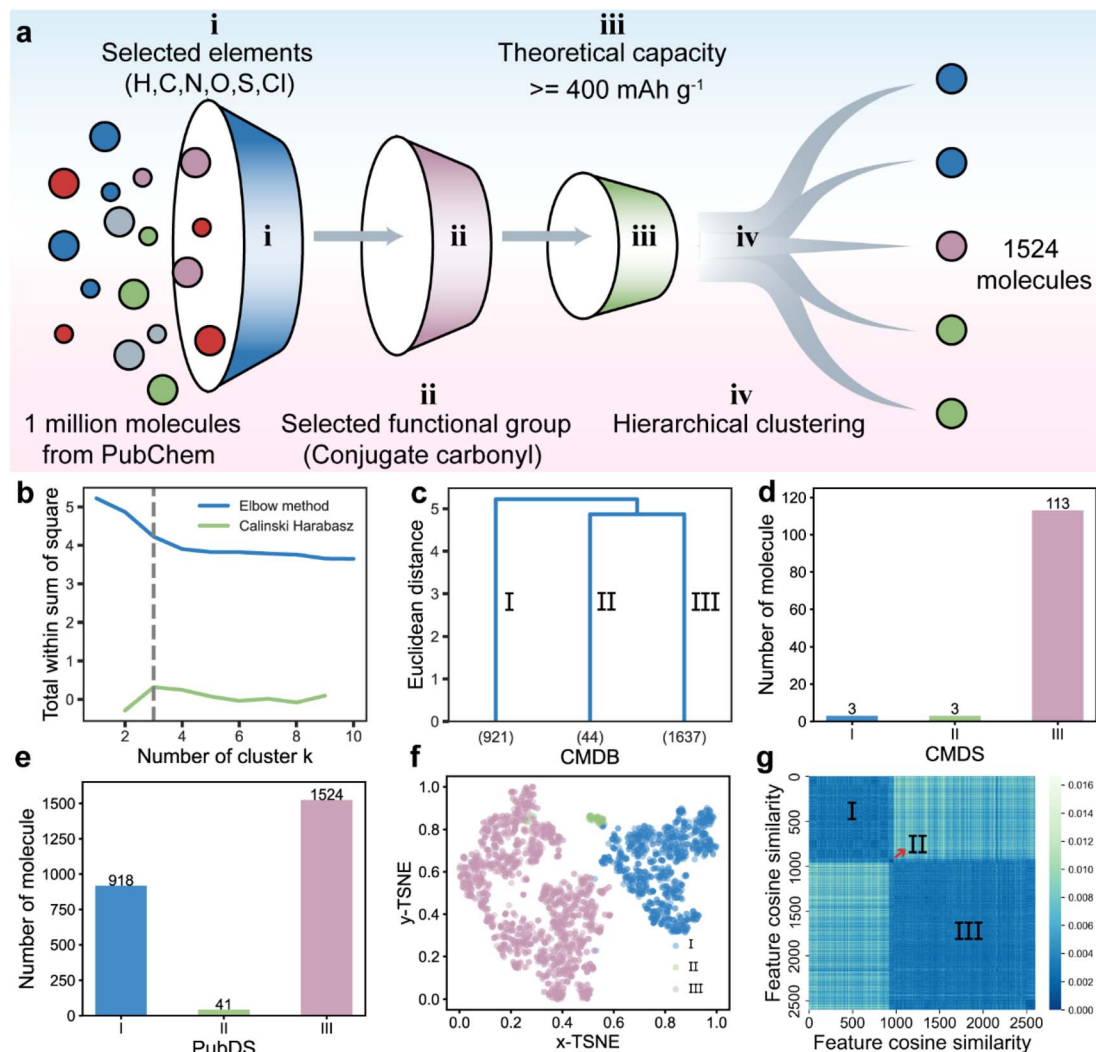 a
i
Selected elements
(H,C,N,O,S,Cl)
iii
Theoretical capacity
>= 400 mAh g⁻¹
i
ii
iii
iv
1524
molecules
1 million molecules
from PubChem
ii
Selected functional group
(Conjugate carbonyl)
iv
Hierarchical clustering
b
Total within sum of square
5
4
3
2
1
0
Elbow method
Calinski Harabasz
2
4
6
8
10
Number of cluster k
c
Euclidean distance
5
4
3
2
1
0
I
II
III
(921)
(44)
(1637)
CMDB
d
Number of molecule
120
100
80
60
40
20
0
3
3
113
I
II
III
CMDS
e
Number of molecule
1500
1250
1000
750
500
250
0
918
41
1524
I
II
III
PubDS
f
y-TSNE
1.0
0.8
0.6
0.4
0.2
0.0
I
II
III
0.0
0.2
0.4
0.6
0.8
1.0
x-TSNE
g
Feature cosine similarity
0
500
1000
1500
2000
2500
I
II
III
0
500
1000
1500
2000
2500
Feature cosine similarity
0.016
0.014
0.012
0.010
0.008
0.006
0.004
0.002
0.000